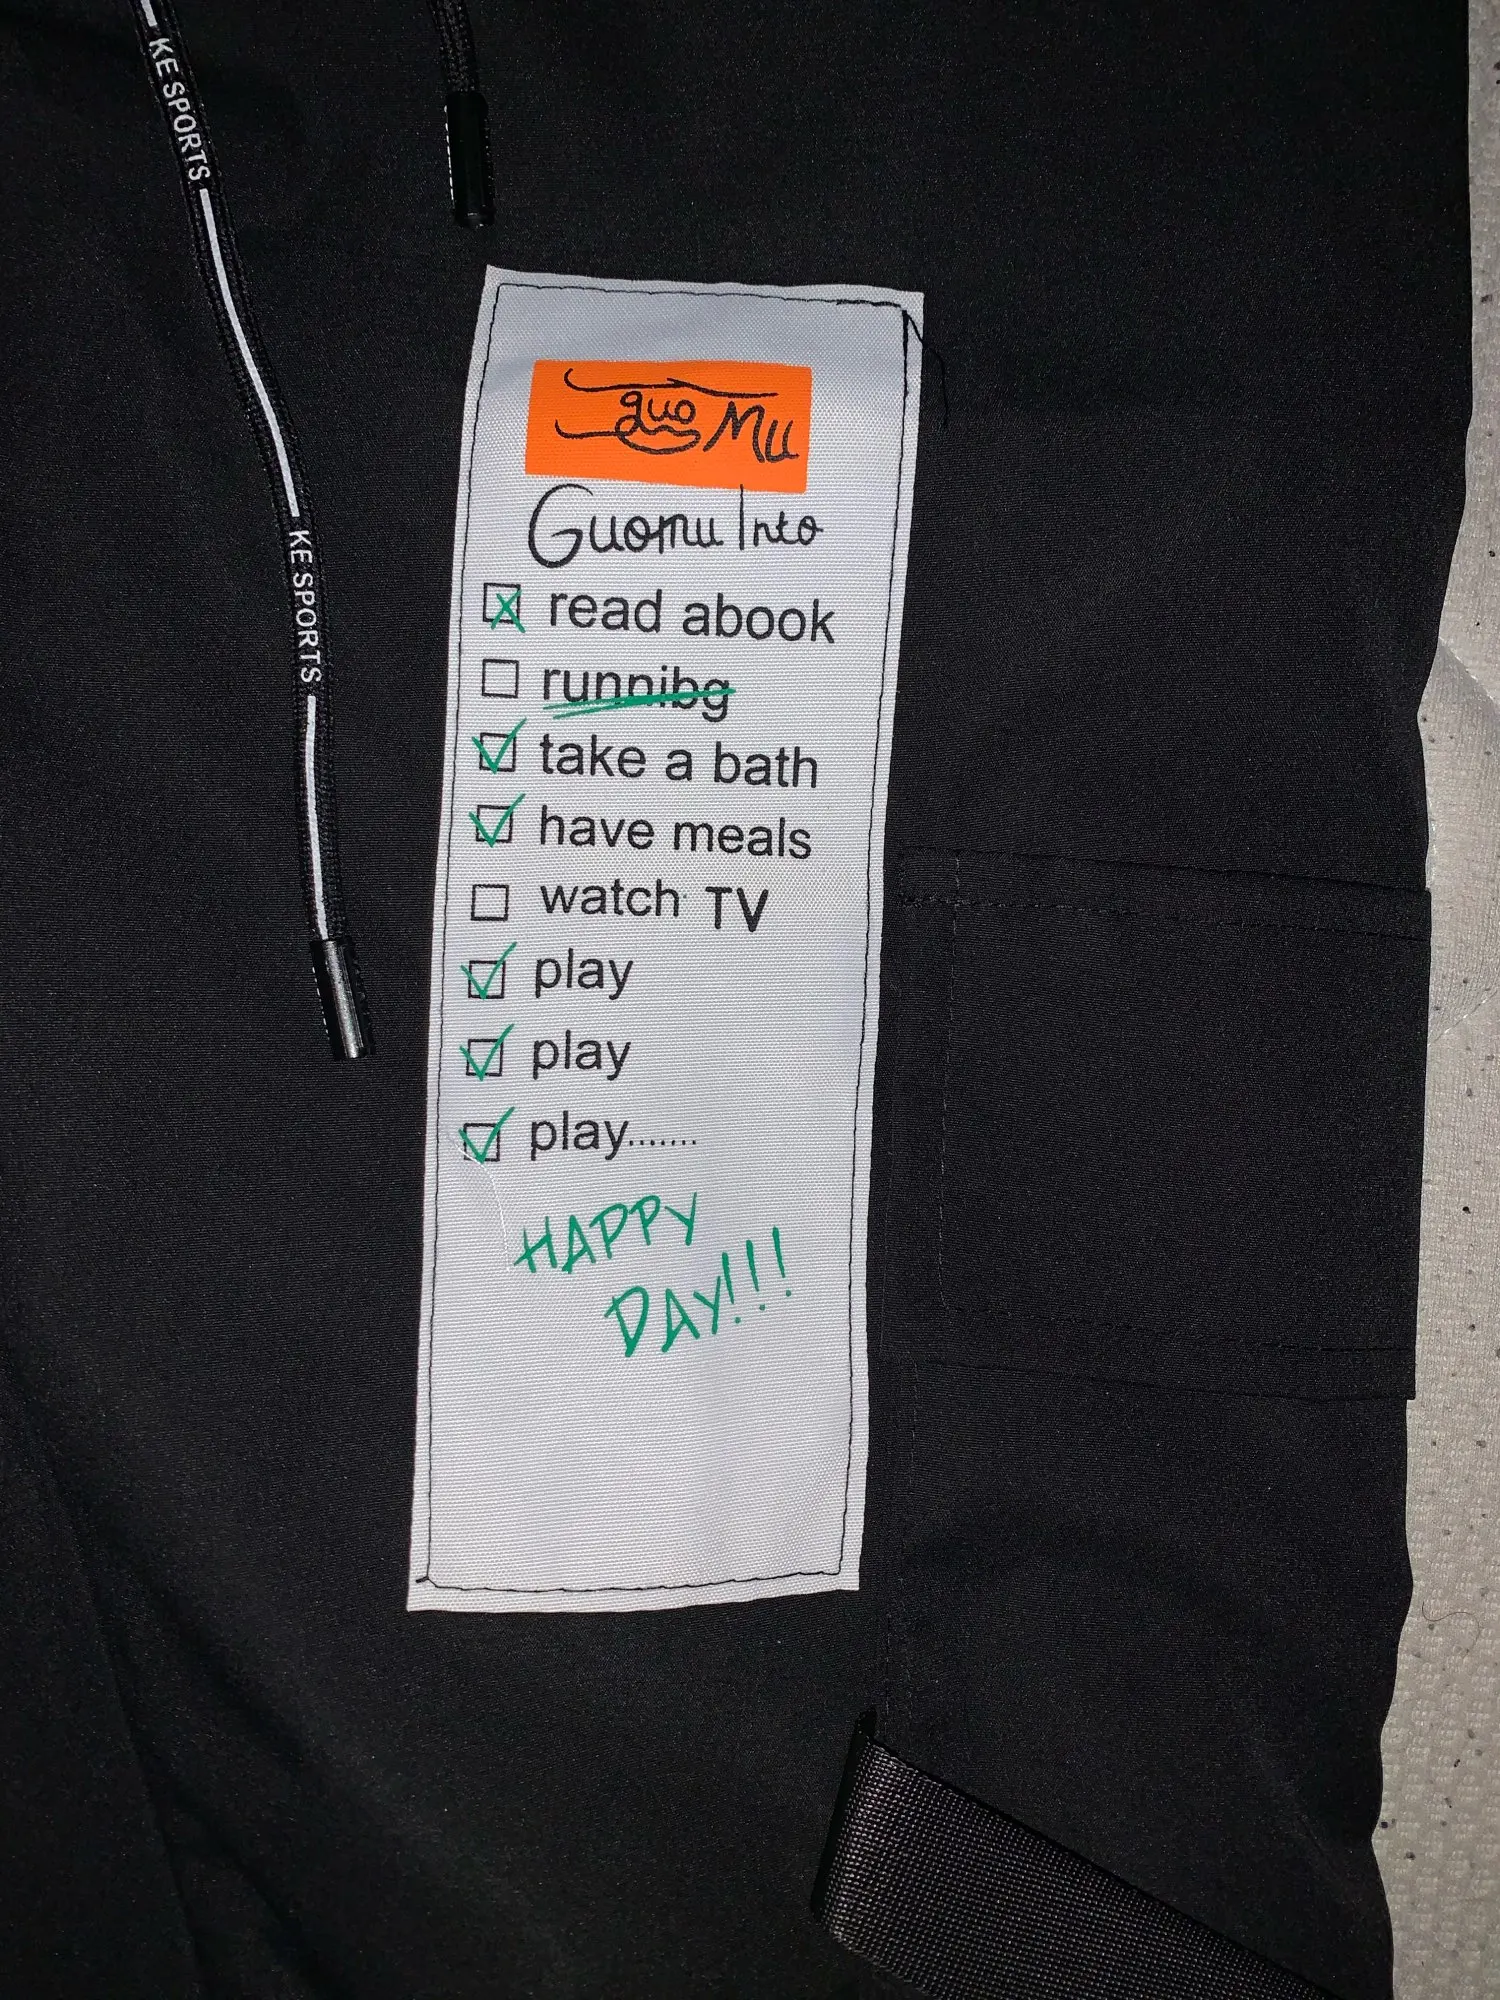 KE SPORTS
KE SPORTS
guo Mu
Guomu Into
read abook
runnibg
take a bath
have meals
watch TV
play
play
play.......
HAPPY
DAY!!!